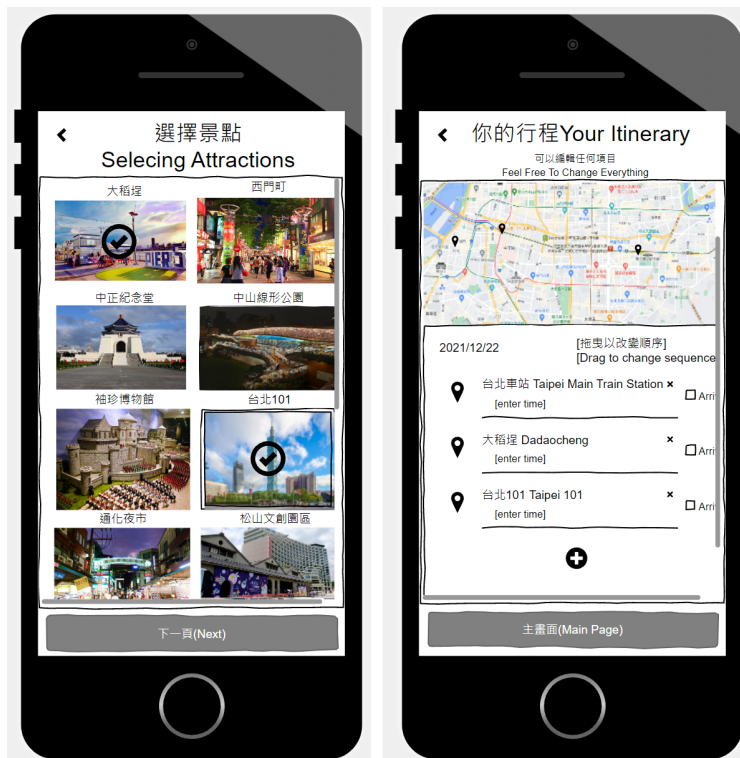 選擇景點
Selecing Attractions
大稻埕
西門町
PIER5
中正紀念堂
中山線形公園
袖珍博物館
台北101
通化夜市
松山文創園區
下一頁(Next)
你的行程Your Itinerary
可以編輯任何項目
Feel Free To Change Everything
2021/12/22
[拖曳以改變順序]
[Drag to change sequence
台北車站 Taipei Main Train Station ×
[enter time]
Arri
大稻埕 Dadaocheng ×
[enter time]
Arri
台北101 Taipei 101 ×
[enter time]
Arri
主畫面(Main Page)